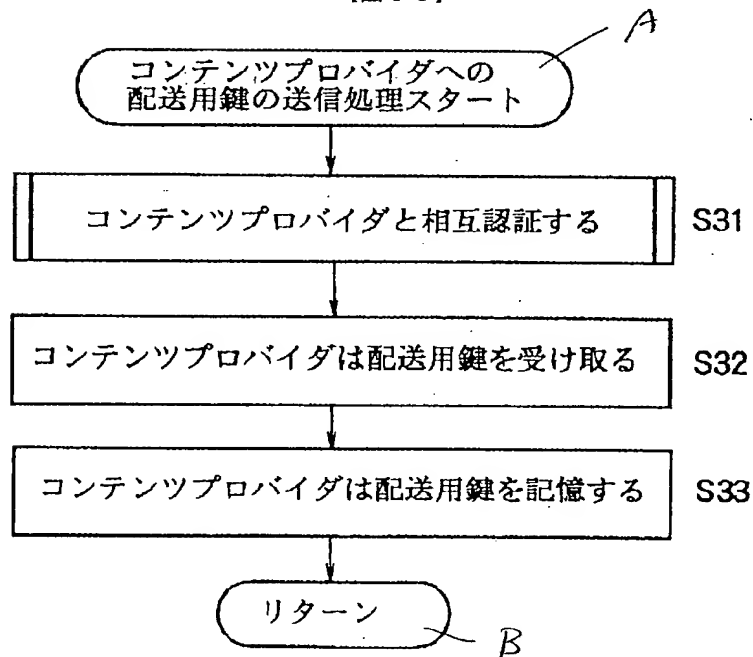 A
コンテンツプロバイダへの
配送用鍵の送信処理スタート
コンテンツプロバイダと相互認証する S31
コンテンツプロバイダは配送用鍵を受け取る S32
コンテンツプロバイダは配送用鍵を記憶する S33
リターン
B